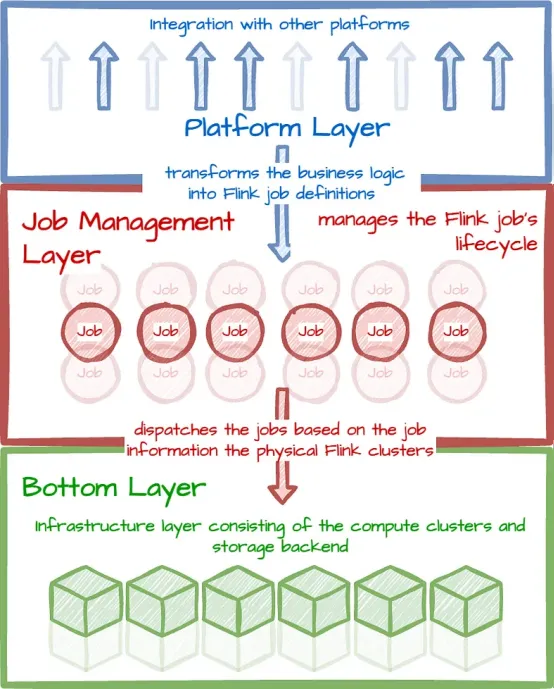 Integration with other platforms
Platform Layer
transforms the business logic
into Flink job definitions
Job Management
Layer
manages the Flink job's
lifecycle
Job Job Job Job Job Job
Job Job Job Job Job Job
Job Job Job Job Job Job
dispatches the jobs based on the job
information the physical Flink clusters
Bottom Layer
Infrastructure layer consisting of the compute clusters and
storage backend